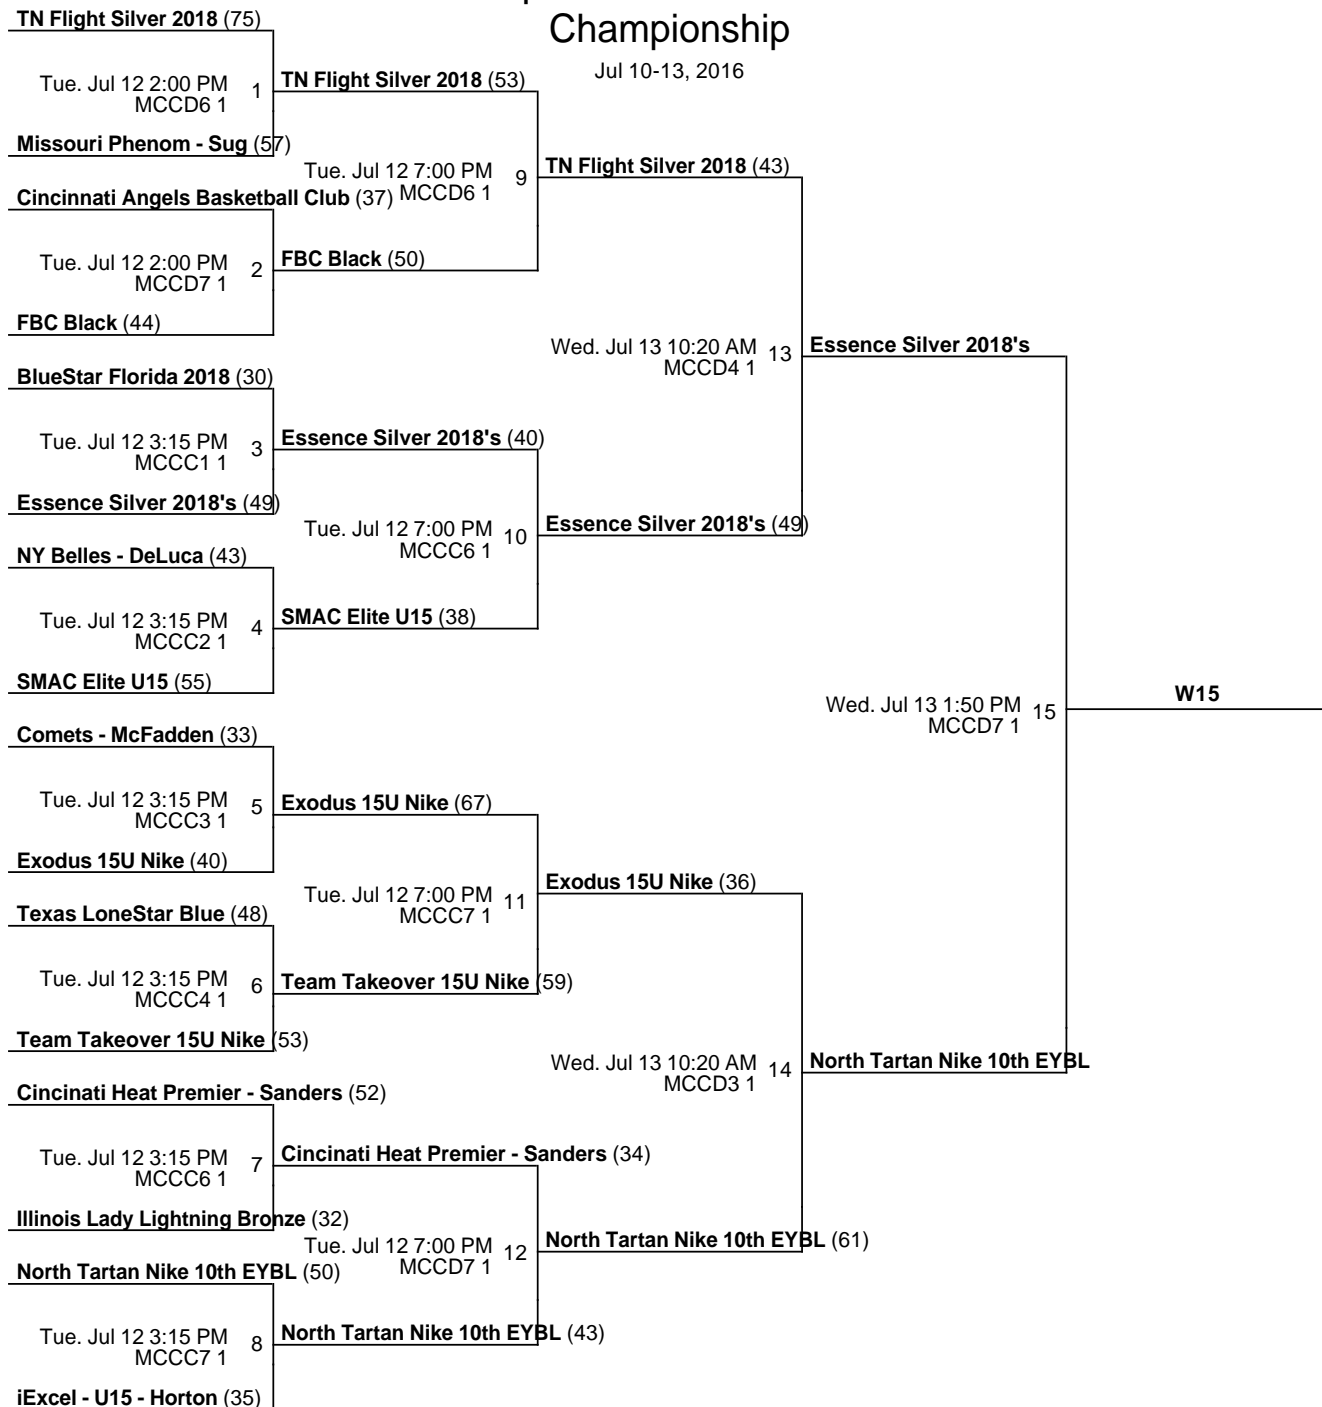 Championship
Jul 10-13, 2016
TN Flight Silver 2018 (75)
Tue. Jul 12 2:00 PM
MCCD6 1
1
Missouri Phenom - Sug (57)
Cincinnati Angels Basketball Club (37)
Tue. Jul 12 2:00 PM
MCCD7 1
2
FBC Black (44)
BlueStar Florida 2018 (30)
Tue. Jul 12 3:15 PM
MCCC1 1
3
Essence Silver 2018's (49)
NY Belles - DeLuca (43)
Tue. Jul 12 3:15 PM
MCCC2 1
4
SMAC Elite U15 (55)
Comets - McFadden (33)
Tue. Jul 12 3:15 PM
MCCC3 1
5
Exodus 15U Nike (40)
Texas LoneStar Blue (48)
Tue. Jul 12 3:15 PM
MCCC4 1
6
Team Takeover 15U Nike (53)
Cincinati Heat Premier - Sanders (52)
Tue. Jul 12 3:15 PM
MCCC6 1
7
Illinois Lady Lightning Bronze (32)
North Tartan Nike 10th EYBL (50)
Tue. Jul 12 3:15 PM
MCCC7 1
8
iExcel - U15 - Horton (35)
TN Flight Silver 2018 (53)
Tue. Jul 12 7:00 PM
MCCD6 1
9
FBC Black (50)
Essence Silver 2018's (40)
Tue. Jul 12 7:00 PM
MCCC6 1
10
SMAC Elite U15 (38)
Exodus 15U Nike (67)
Tue. Jul 12 7:00 PM
MCCC7 1
11
Team Takeover 15U Nike (59)
Cincinati Heat Premier - Sanders (34)
Tue. Jul 12 7:00 PM
MCCD7 1
12
North Tartan Nike 10th EYBL (43)
TN Flight Silver 2018 (43)
Wed. Jul 13 10:20 AM
MCCD4 1
13
Essence Silver 2018's (49)
Exodus 15U Nike (36)
Wed. Jul 13 10:20 AM
MCCD3 1
14
North Tartan Nike 10th EYBL (61)
Essence Silver 2018's
Wed. Jul 13 1:50 PM
MCCD7 1
15
North Tartan Nike 10th EYBL
W15